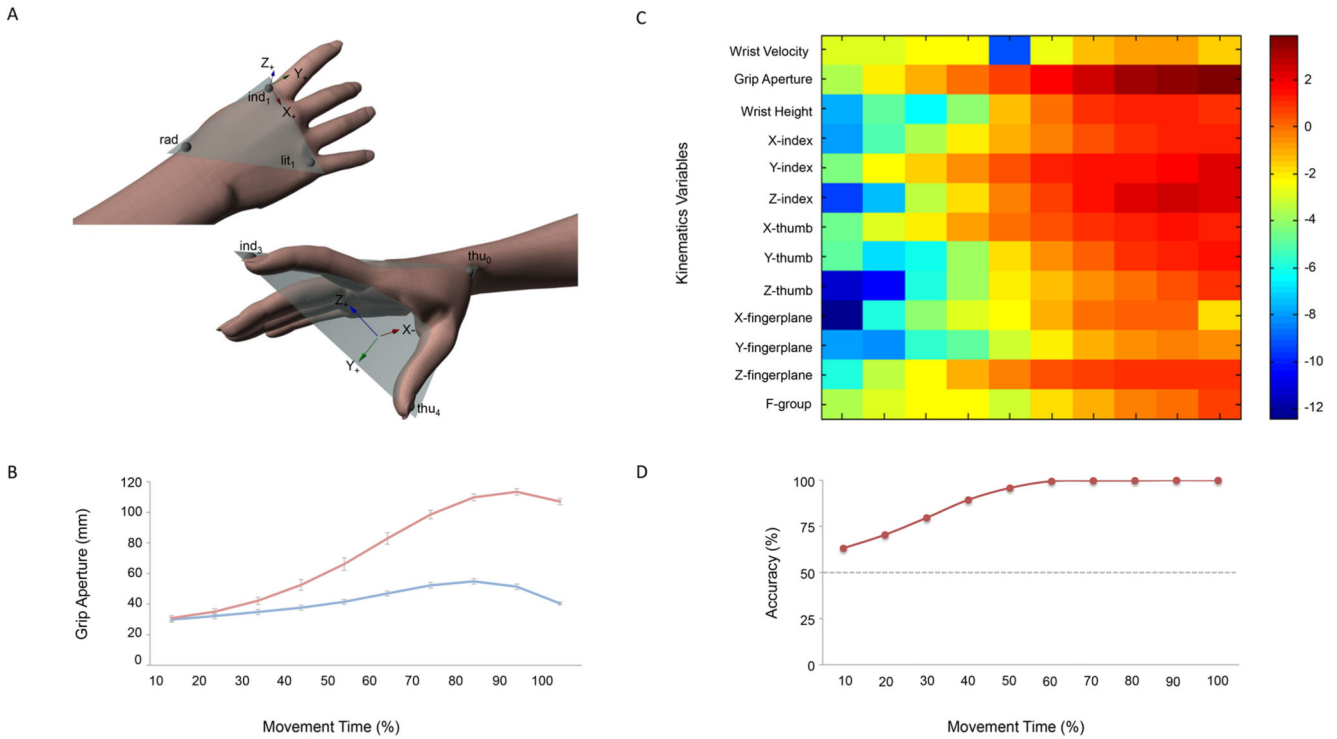 A
Z+
Y+
ind1
X+
rad
lit1
ind3
thu0
Z+
X-
Y+
thu4
B
Grip Aperture (mm)
120
100
80
60
40
20
0
10 20 30 40 50 60 70 80 90 100
Movement Time (%)
C
Kinematics Variables
Wrist Velocity
Grip Aperture
Wrist Height
X-index
Y-index
Z-index
X-thumb
Y-thumb
Z-thumb
X-fingerplane
Y-fingerplane
Z-fingerplane
F-group
2
0
-2
-4
-6
-8
-10
-12
D
Accuracy (%)
100
75
50
25
0
10 20 30 40 50 60 70 80 90 100
Movement Time (%)